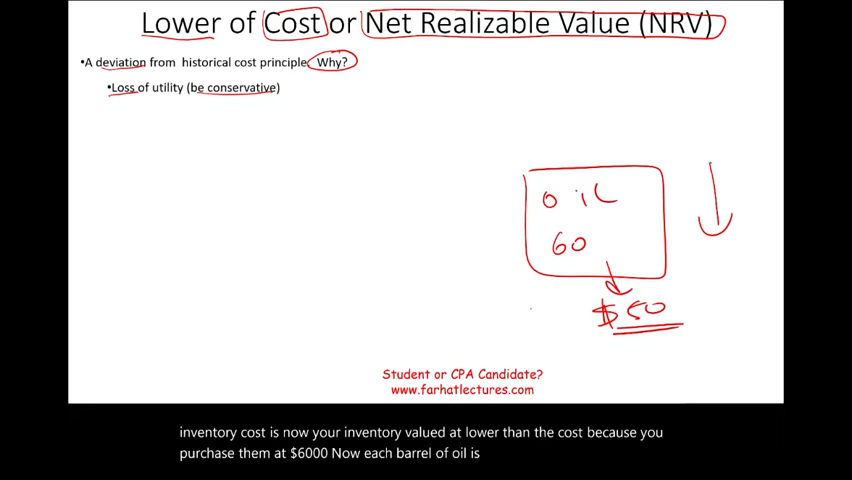 Lower of Cost or Net Realizable Value (NRV)
•A deviation from historical cost principle. Why?
•Loss of utility (be conservative)
OiL
60
$50
Student or CPA Candidate?
www.farhatlectures.com
inventory cost is now your inventory valued at lower than the cost because you
purchase them at $6000 Now each barrel of oil is